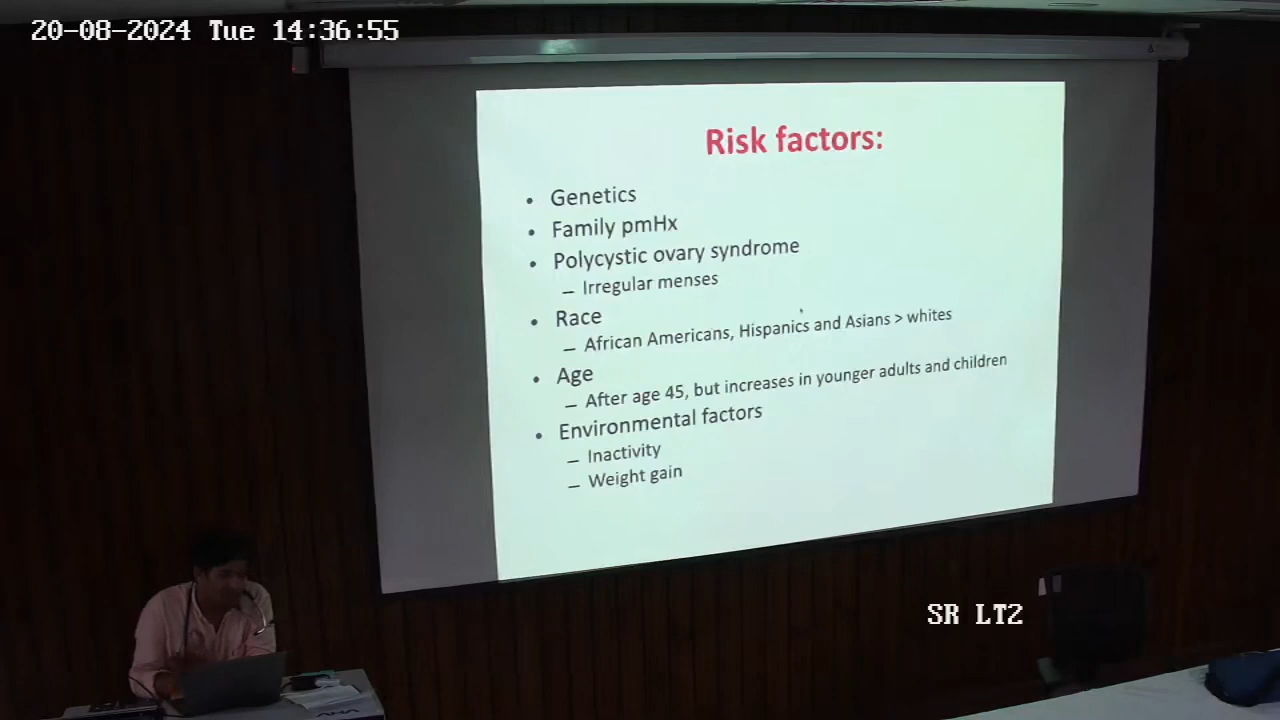 20-08-2024 Tue 14:36:55
Risk factors:
• Genetics
• Family pmHx
• Polycystic ovary syndrome
– Irregular menses
• Race
– African Americans, Hispanics and Asians > whites
• Age
– After age 45, but increases in younger adults and children
• Environmental factors
– Inactivity
– Weight gain
SR LT2